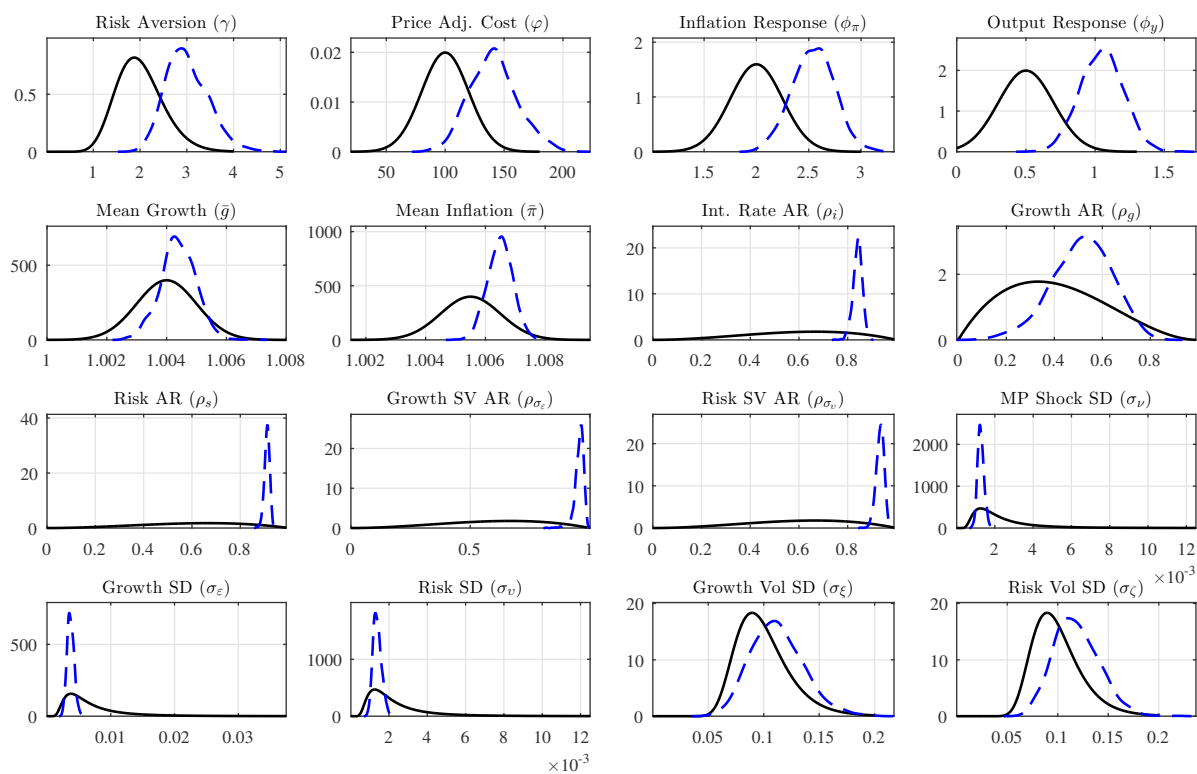 Risk Aversion (γ)
0
0.5
1 2 3 4 5
Price Adj. Cost (φ)
0
0.01
0.02
50 100 150 200
Inflation Response (ϕπ)
0
1
2
1.5 2 2.5 3
Output Response (ϕy)
0
1
2
0 0.5 1 1.5
Mean Growth (ḡ)
0
500
1 1.002 1.004 1.006 1.008
Mean Inflation (π̄)
0
500
1000
1.002 1.004 1.006 1.008
Int. Rate AR (ρi)
0
10
20
0 0.2 0.4 0.6 0.8
Growth AR (ρg)
0
2
0 0.2 0.4 0.6 0.8
Risk AR (ρs)
0
20
40
0 0.2 0.4 0.6 0.8
Growth SV AR (ρσε)
0
10
20
0 0.5 1
Risk SV AR (ρσυ)
0
10
20
0 0.2 0.4 0.6 0.8
MP Shock SD (σν)
0
1000
2000
2 4 6 8 10 12
×10-3
Growth SD (σε)
0
500
0.01 0.02 0.03
Risk SD (συ)
0
1000
2 4 6 8 10 12
×10-3
Growth Vol SD (σξ)
0
10
20
0.05 0.1 0.15 0.2
Risk Vol SD (σζ)
0
10
20
0.05 0.1 0.15 0.2